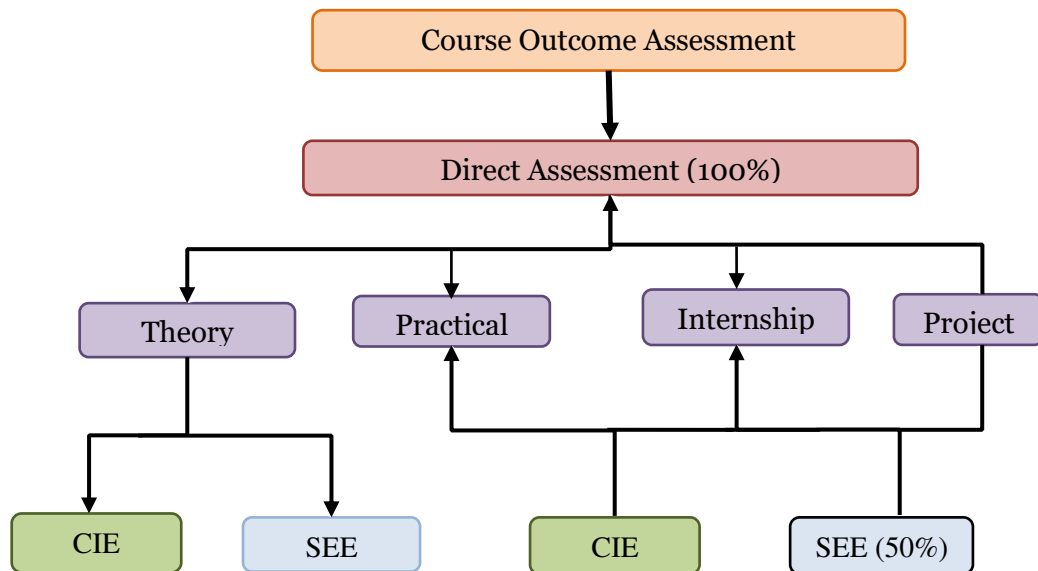 Course Outcome Assessment
Direct Assessment (100%)
Theory
Practical
Internship
Project
CIE
SEE
CIE
SEE (50%)